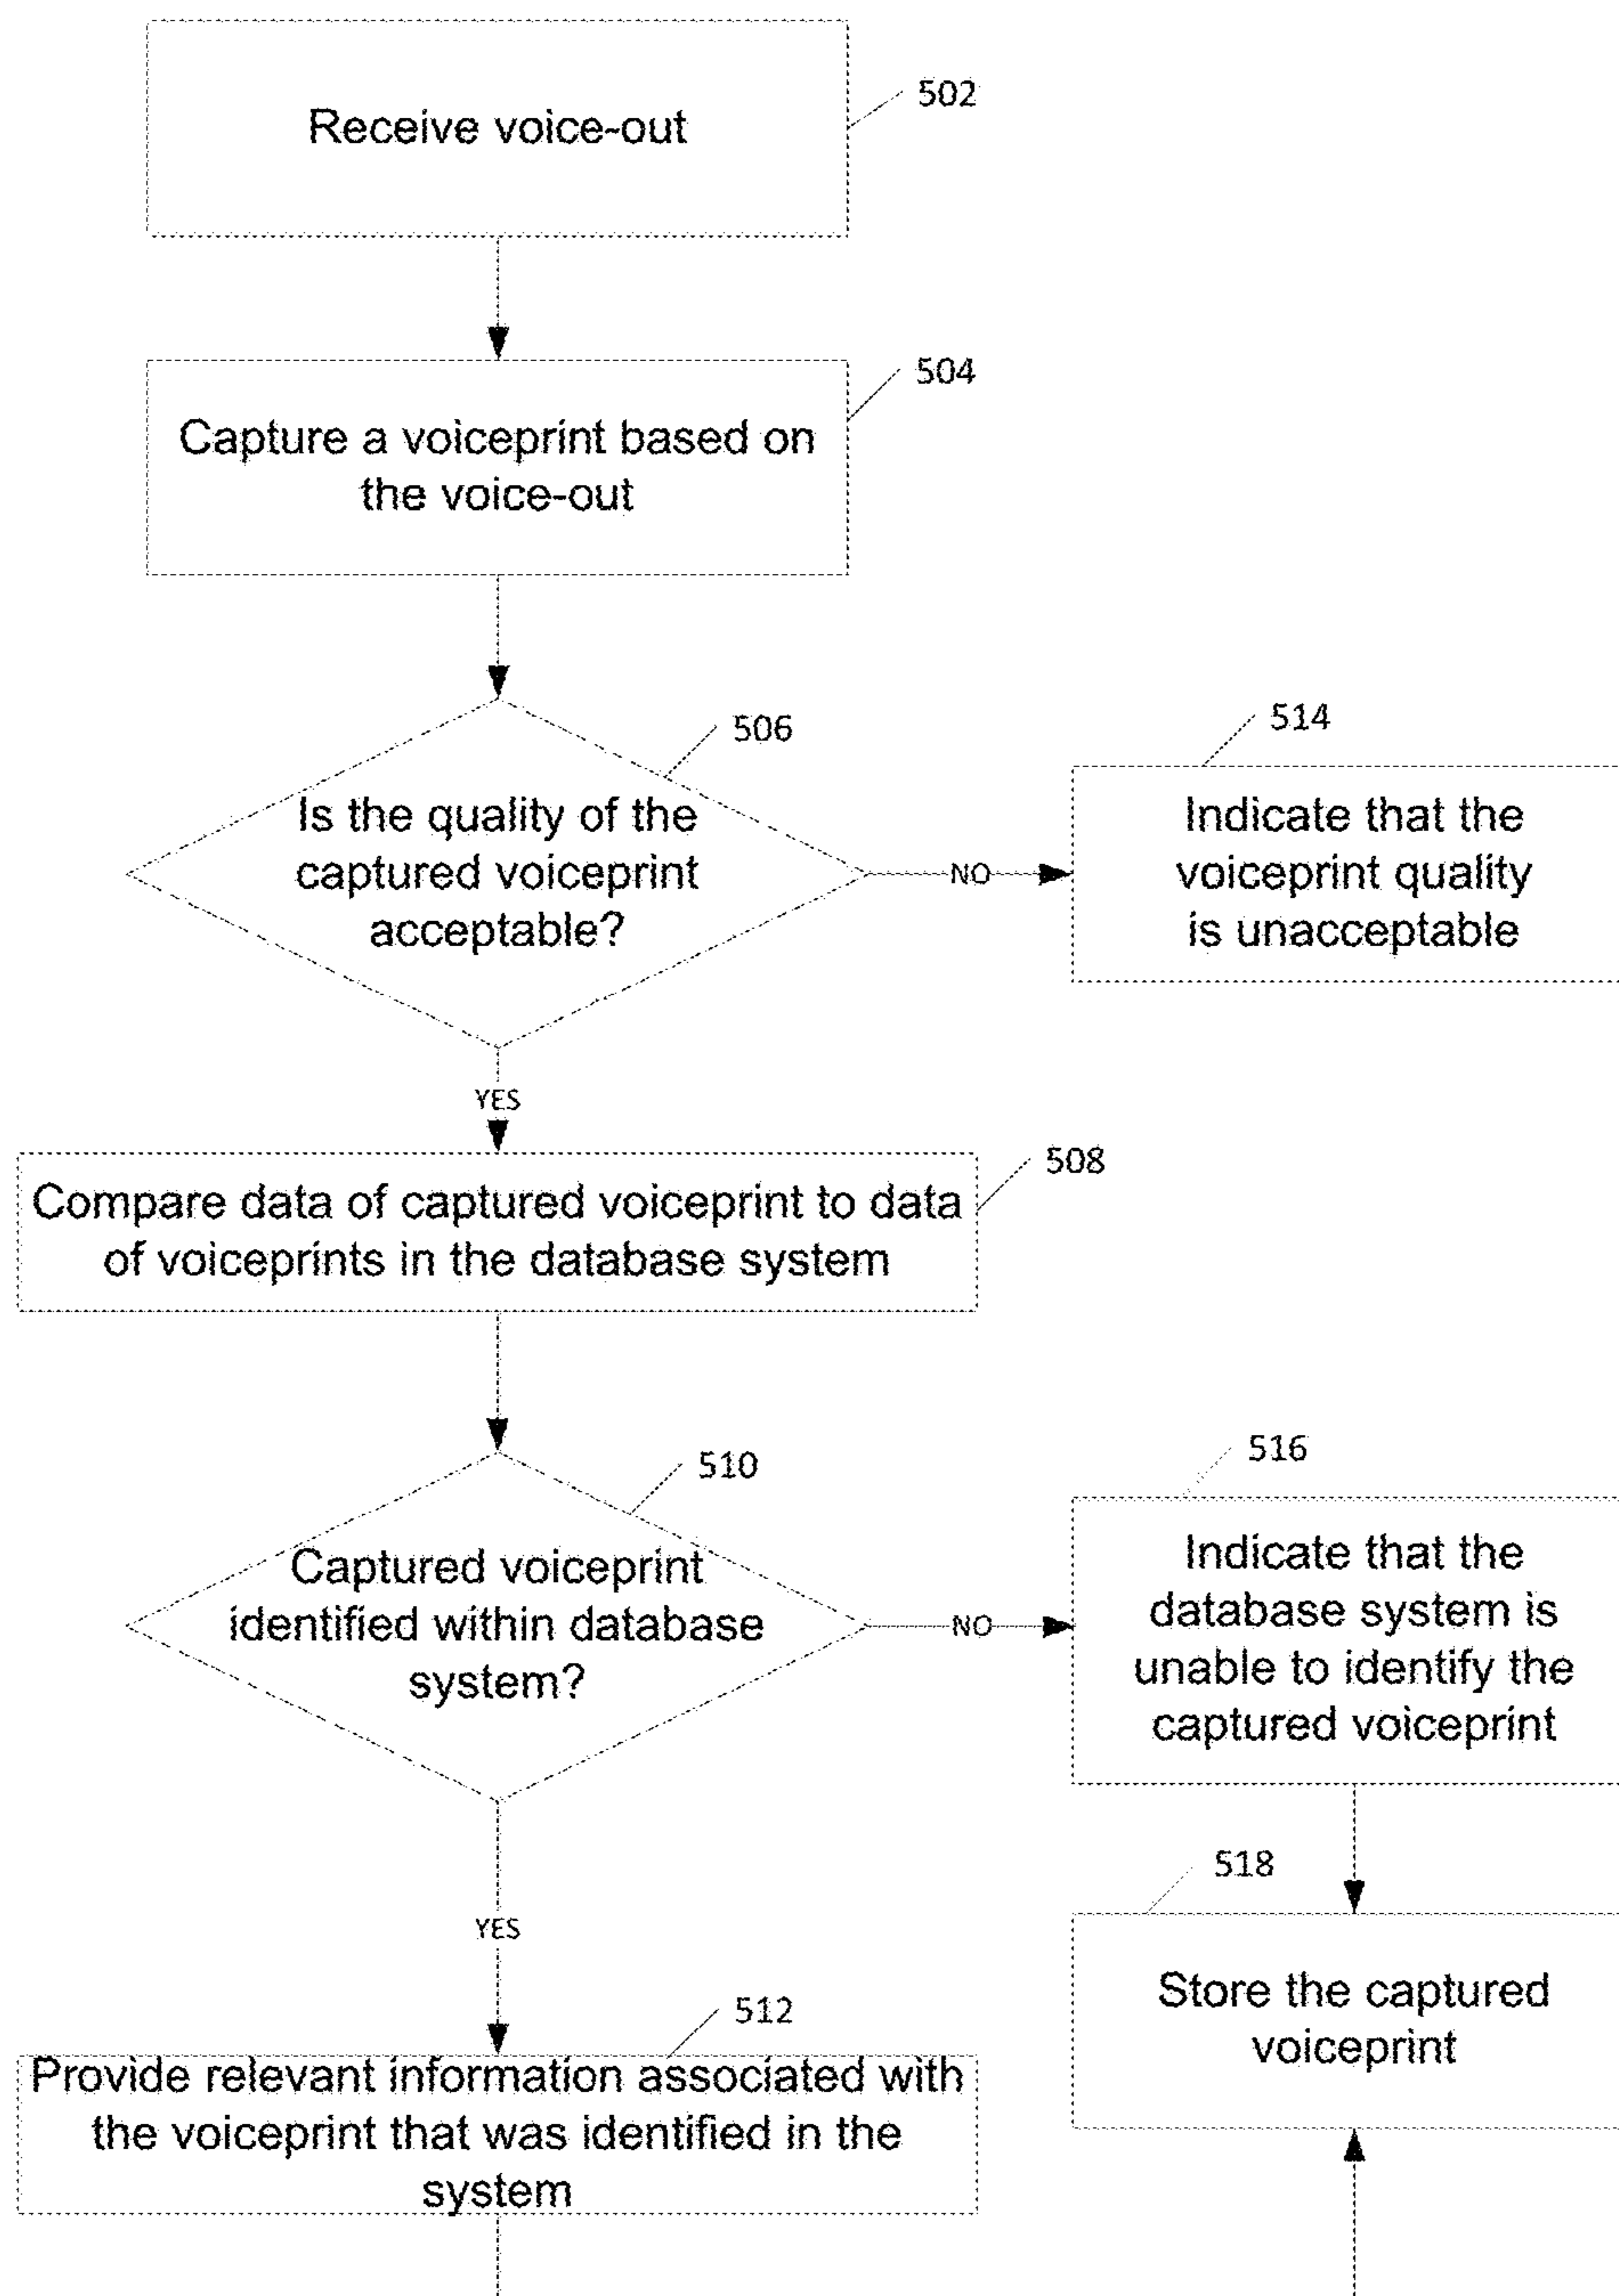 Receive voice-out
502
Capture a voiceprint based on
the voice-out
504
Is the quality of the
captured voiceprint
acceptable?
506
NO
Indicate that the
voiceprint quality
is unacceptable
514
YES
Compare data of captured voiceprint to data
of voiceprints in the database system
508
Captured voiceprint
identified within database
system?
510
NO
Indicate that the
database system is
unable to identify the
captured voiceprint
516
YES
Store the captured
voiceprint
518
Provide relevant information associated with
the voiceprint that was identified in the
system
512